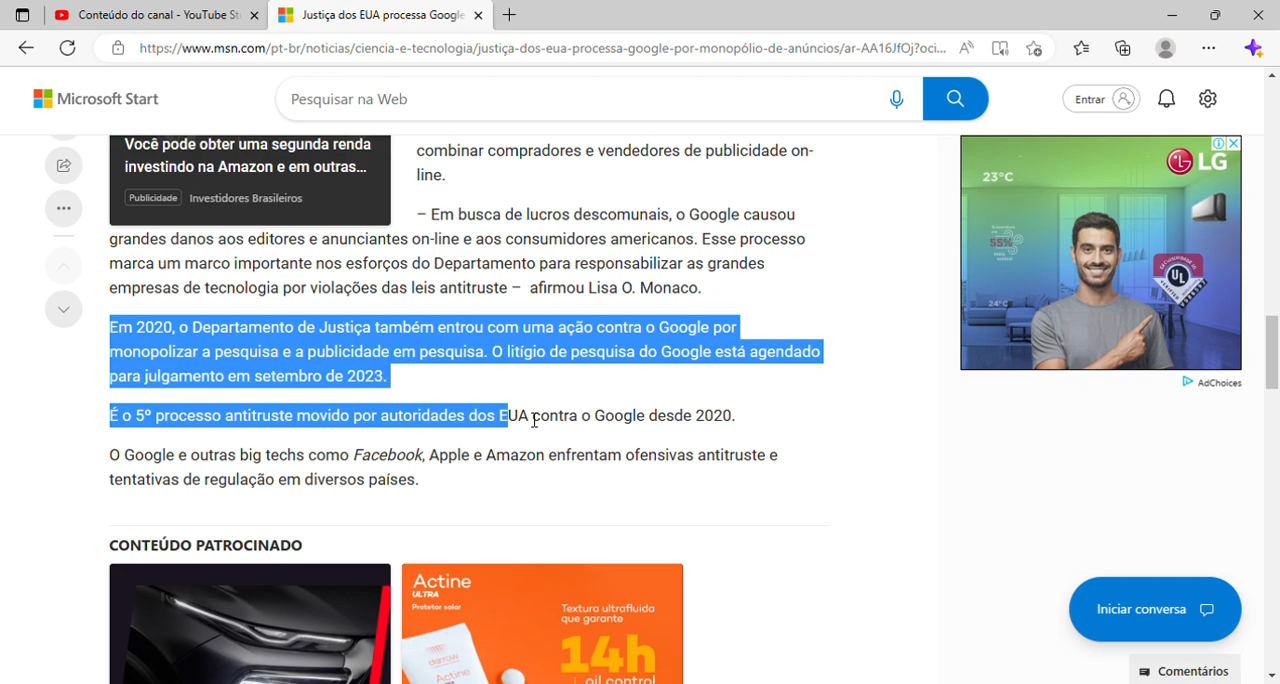 Conteúdo do canal - YouTube St
Justiça dos EUA processa Google
https://www.msn.com/pt-br/noticias/ciencia-e-tecnologia/justiça-dos-eua-processa-google-por-monopólio-de-anúncios/ar-AA16JfOj?oci...
Microsoft Start
Pesquisar na Web
Entrar
Você pode obter uma segunda renda
investindo na Amazon e em outras...
Publicidade Investidores Brasileiros
combinar compradores e vendedores de publicidade on-
line.
– Em busca de lucros descomunais, o Google causou
grandes danos aos editores e anunciantes on-line e aos consumidores americanos. Esse processo
marca um marco importante nos esforços do Departamento para responsabilizar as grandes
empresas de tecnologia por violações das leis antitruste – afirmou Lisa O. Monaco.
Em 2020, o Departamento de Justiça também entrou com uma ação contra o Google por
monopolizar a pesquisa e a publicidade em pesquisa. O litígio de pesquisa do Google está agendado
para julgamento em setembro de 2023.
É o 5º processo antitruste movido por autoridades dos EUA contra o Google desde 2020.
O Google e outras big techs como Facebook, Apple e Amazon enfrentam ofensivas antitruste e
tentativas de regulação em diversos países.
CONTEÚDO PATROCINADO
Actine
ULTRA
Protetor solar
Textura ultrafluida
que garante
14h
oil control
darrow
Actine
LG
23°C
55%
24°C
UL
AdChoices
Iniciar conversa
Comentários